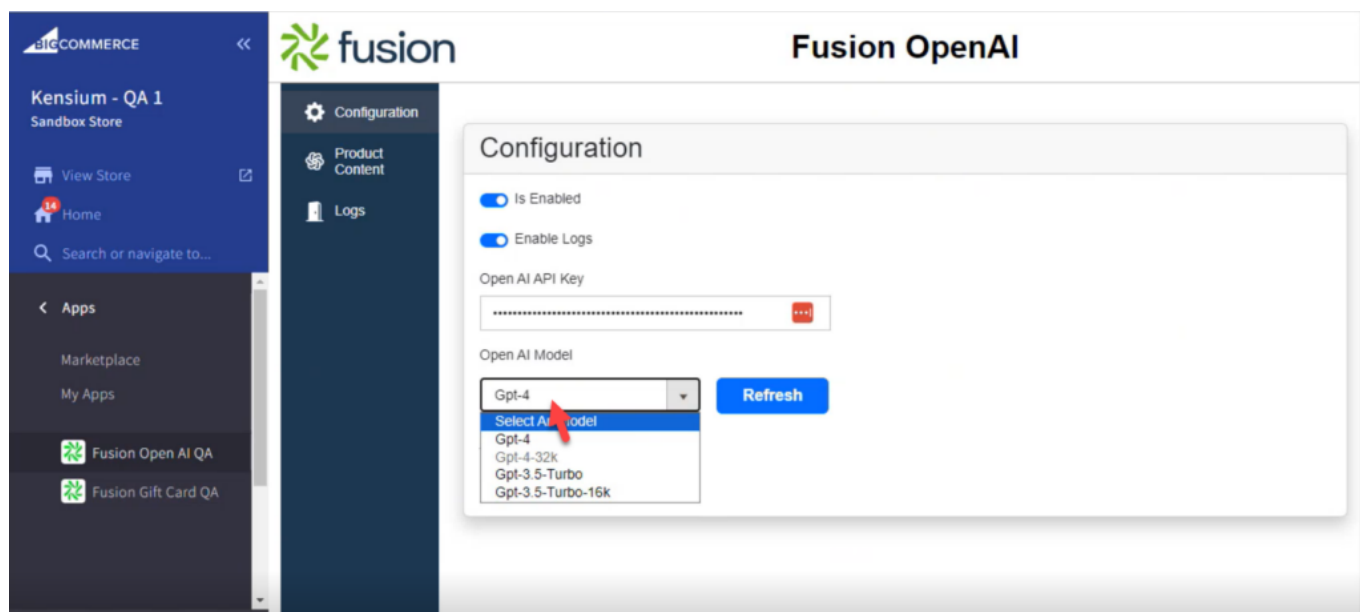 BIGCOMMERCE
«
Kensium - QA 1
Sandbox Store
View Store
14
Home
Search or navigate to...
Apps
Marketplace
My Apps
Fusion Open AI QA
Fusion Gift Card QA
fusion
Fusion OpenAI
Configuration
Product
Content
Logs
Configuration
Is Enabled
Enable Logs
Open AI API Key
Open AI Model
Gpt-4
Refresh
Select
Gpt-4
Gpt-4-32k
Gpt-3.5-Turbo
Gpt-3.5-Turbo-16k